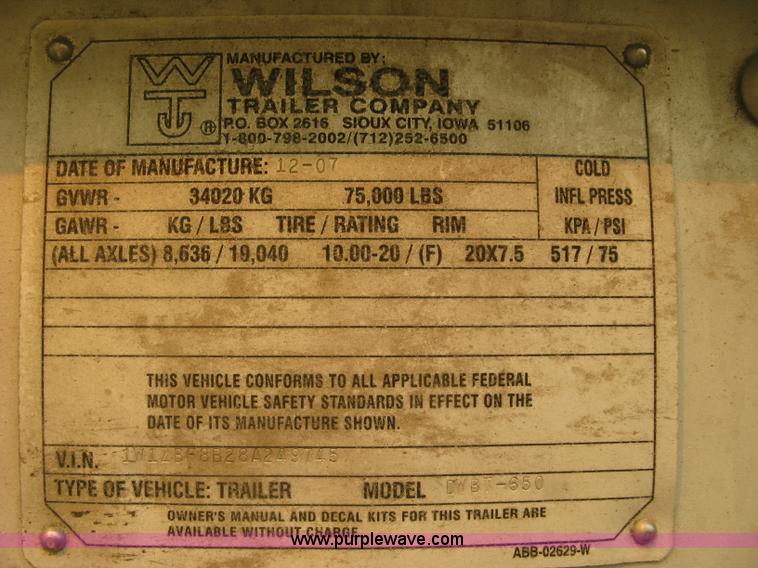 MANUFACTURED BY:
WILSON
TRAILER COMPANY
P.O. BOX 2616 SIOUX CITY, IOWA 51106
1-800-798-2002/(712)252-6500
WT ®
DATE OF MANUFACTURE: 12-07
COLD
INFL PRESS
KPA / PSI
GVWR - 34020 KG 75,000 LBS
GAWR - KG / LBS TIRE / RATING RIM
(ALL AXLES) 8,636 / 19,040 10.00-20 / (F) 20X7.5 517 / 75
THIS VEHICLE CONFORMS TO ALL APPLICABLE FEDERAL
MOTOR VEHICLE SAFETY STANDARDS IN EFFECT ON THE
DATE OF ITS MANUFACTURE SHOWN.
V.I.N.
TYPE OF VEHICLE: TRAILER MODEL
OWNER'S MANUAL AND DECAL KITS FOR THIS TRAILER ARE
AVAILABLE WITHOUT CHARGE
www.purplewave.com
ABB-02629-W